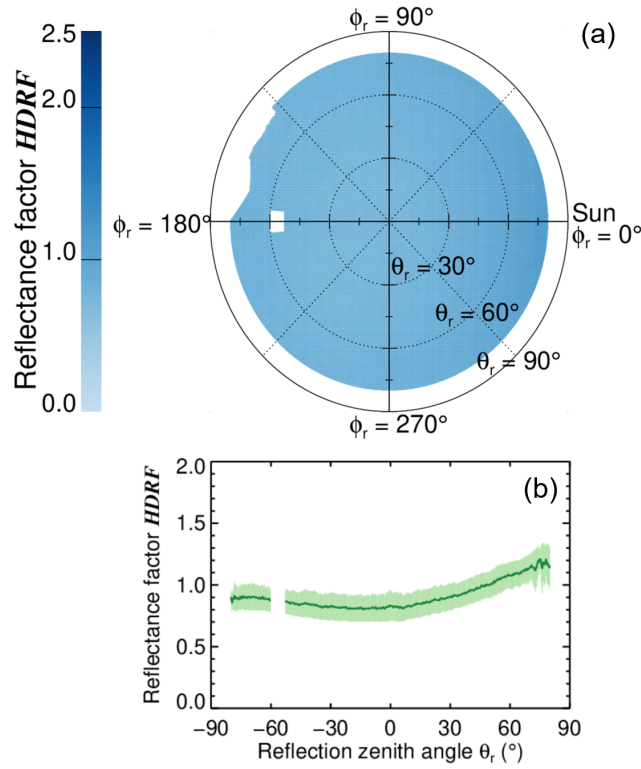 ϕr = 90°
(a)
2.5
2.0
1.0
0.0
Reflectance factor HDRF
ϕr = 180°
Sun
ϕr = 0°
θr = 30°
θr = 60°
θr = 90°
ϕr = 270°
(b)
Reflectance factor HDRF
2.0
1.5
1.0
0.5
0.0
−90 −60 −30 0 30 60 90
Reflection zenith angle θr (°)